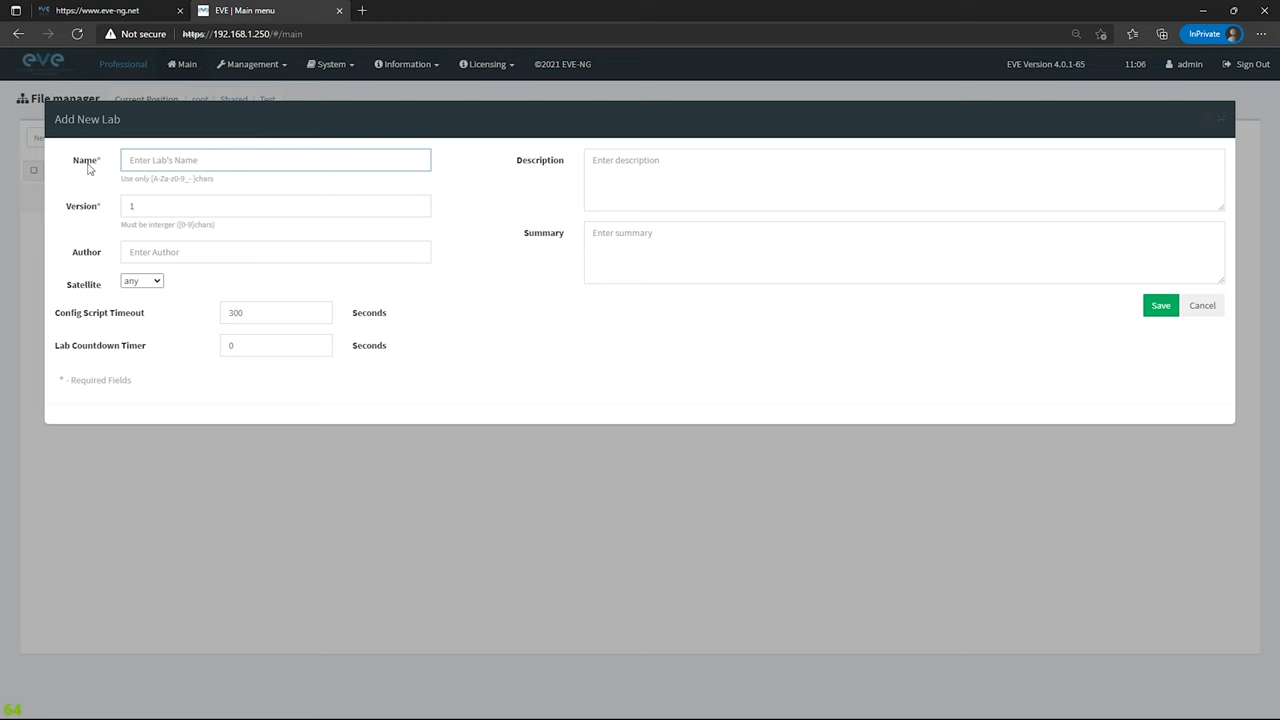 https://www.eve-ng.net
EVE | Main menu
Not secure
https://192.168.1.250/#/main
InPrivate
eve
Professional
Main
Management
System
Information
Licensing
©2021 EVE-NG
EVE Version 4.0.1-65
11:06
admin
Sign Out
File manager
Current Position
root
Shared
Test
Ne
Add New Lab
Name*
Enter Lab's Name
Use only [A-Za-z0-9_- ]chars
Version*
1
Must be interger ([0-9]chars)
Author
Enter Author
Satellite
any
Config Script Timeout
300
Seconds
Lab Countdown Timer
0
Seconds
* - Required Fields
Description
Enter description
Summary
Enter summary
Save
Cancel
64